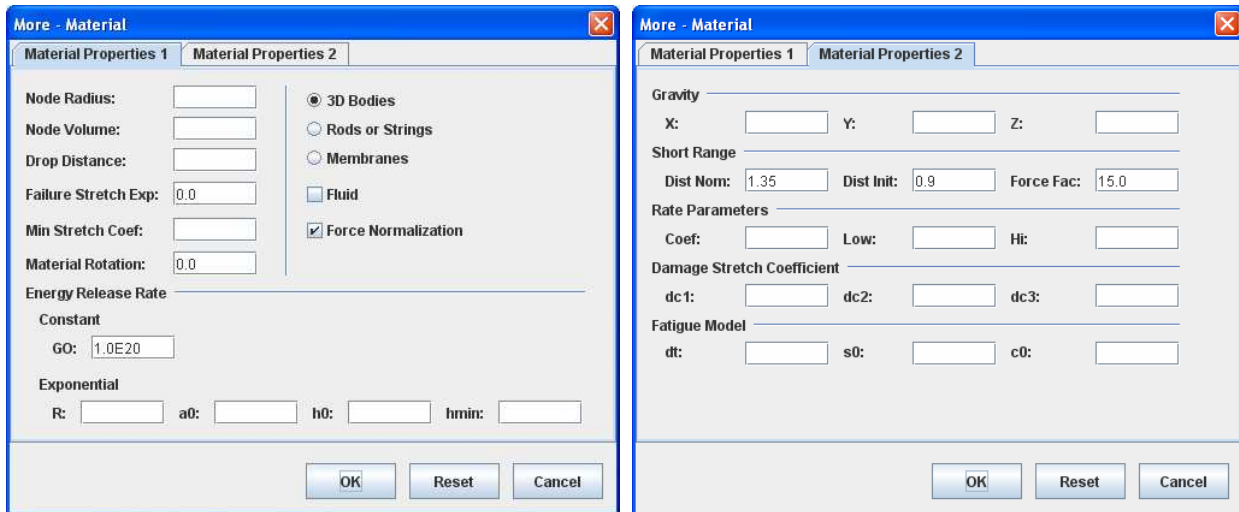 More - Material
Material Properties 1 Material Properties 2
Node Radius:
Node Volume:
Drop Distance:
Failure Stretch Exp: 0.0
Min Stretch Coef:
Material Rotation: 0.0
3D Bodies
Rods or Strings
Membranes
Fluid
Force Normalization
Energy Release Rate
Constant
GO: 1.0E20
Exponential
R: a0: h0: hmin:
OK Reset Cancel
More - Material
Material Properties 1 Material Properties 2
Gravity
X: Y: Z:
Short Range
Dist Nom: 1.35 Dist Init: 0.9 Force Fac: 15.0
Rate Parameters
Coef: Low: Hi:
Damage Stretch Coefficient
dc1: dc2: dc3:
Fatigue Model
dt: s0: c0:
OK Reset Cancel